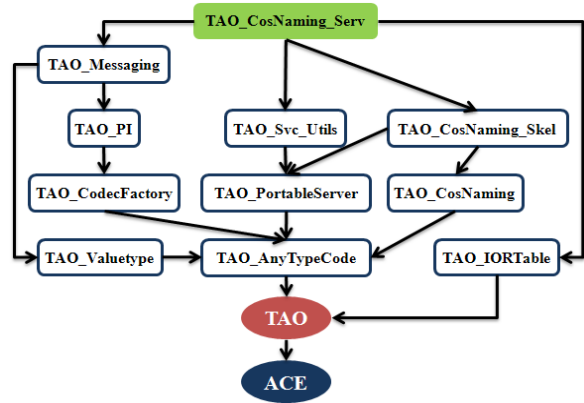 TAO_CosNaming_Serv
TAO_Messaging
TAO_PI
TAO_Svc_Utils
TAO_CosNaming_Skel
TAO_CodecFactory
TAO_PortableServer
TAO_CosNaming
TAO_Valuetype
TAO_AnyTypeCode
TAO_IORTable
TAO
ACE